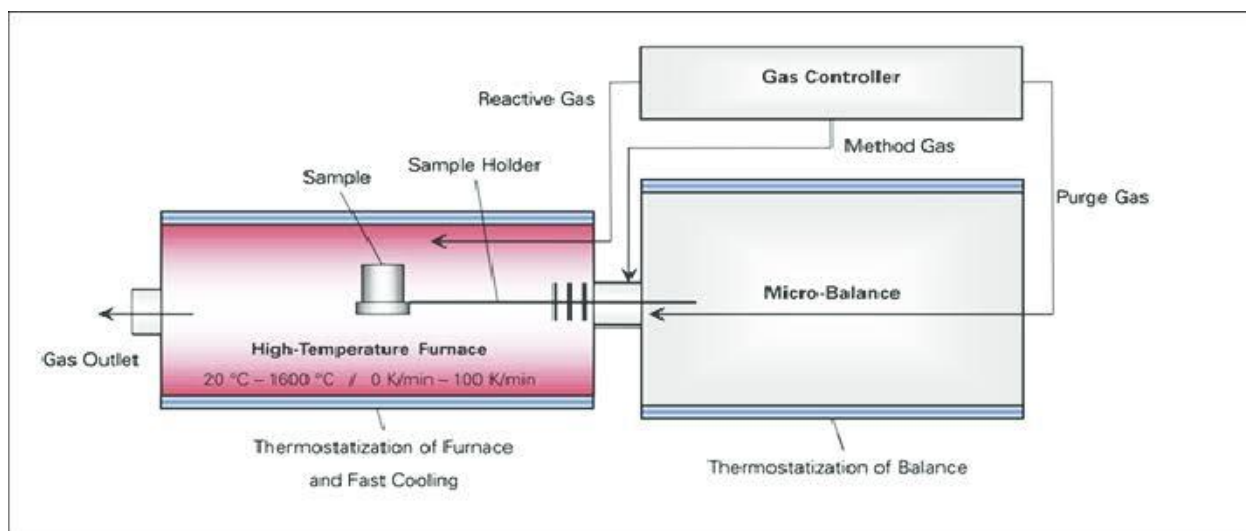 Gas Controller
Reactive Gas
Method Gas
Sample Holder
Sample
Purge Gas
Micro-Balance
Gas Outlet
High-Temperature Furnace
20 °C – 1600 °C // 0 K/min – 100 K/min
Thermostatization of Furnace
and Fast Cooling
Thermostatization of Balance